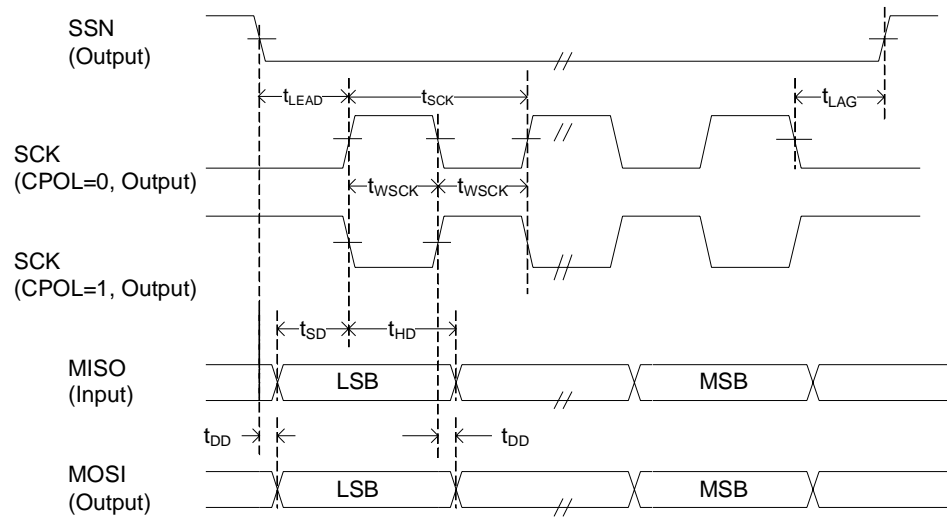 SSN
(Output)
tLEAD
tSCK
tLAG
SCK
(CPOL=0, Output)
tWSCK
tWSCK
SCK
(CPOL=1, Output)
tSD
tHD
MISO
(Input)
LSB
MSB
tDD
tDD
MOSI
(Output)
LSB
MSB